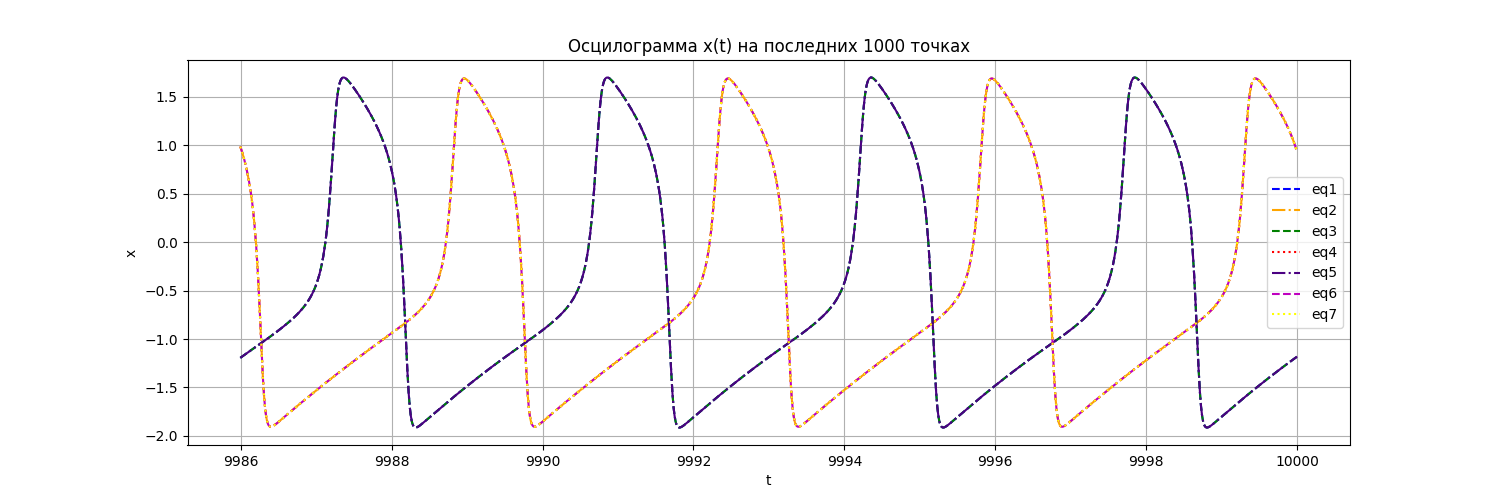 Осцилограмма x(t) на последних 1000 точках
x
1.5
1.0
0.5
0.0
−0.5
−1.0
−1.5
−2.0
eq1
eq2
eq3
eq4
eq5
eq6
eq7
9986 9988 9990 9992 9994 9996 9998 10000
t